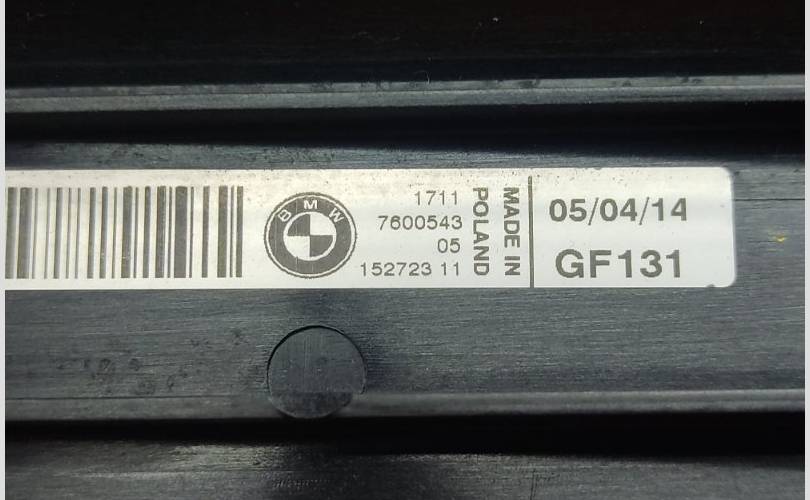 BMW
1711
7600543
05
152723 11
MADE IN
POLAND
05/04/14
GF131